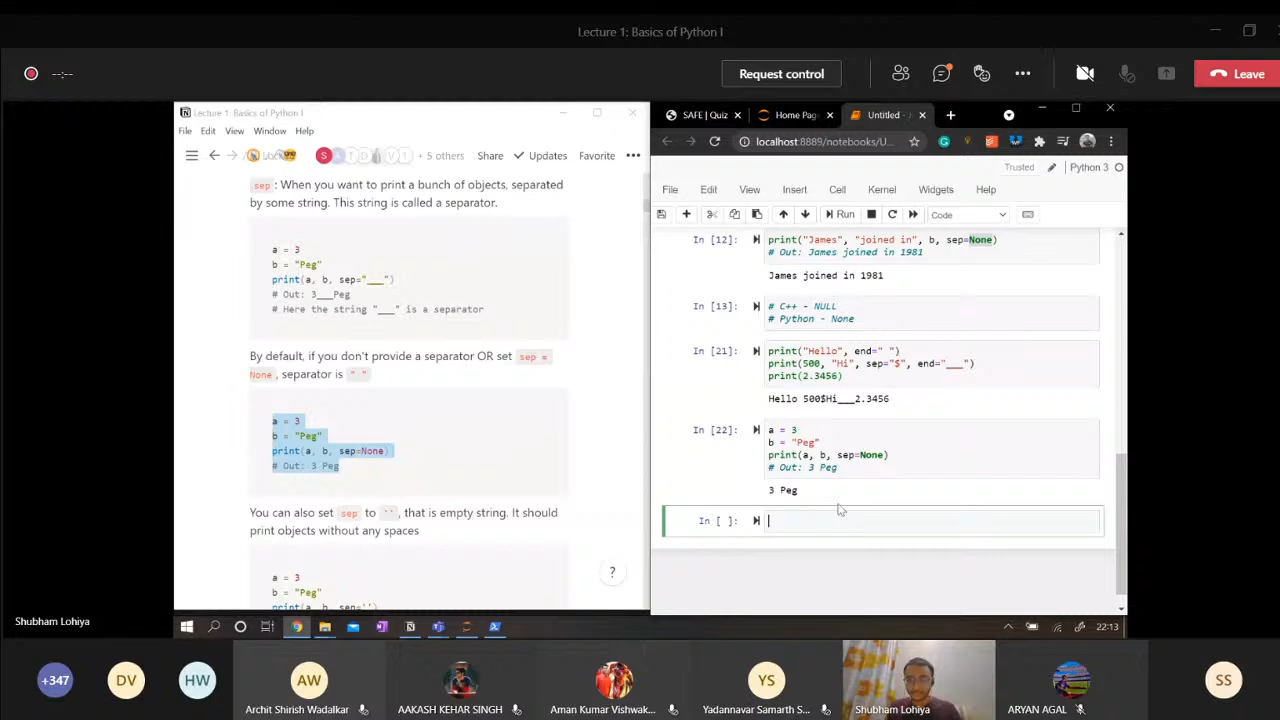 Lecture 1: Basics of Python I
--:--
Request control
Leave
Lecture 1: Basics of Python I
File Edit View Window Help
S A T D V T + 5 others Share Updates Favorite
sep : When you want to print a bunch of objects, separated
by some string. This string is called a separator.
a = 3
b = "Peg"
print(a, b, sep="___")
# Out: 3___Peg
# Here the string "___" is a separator
By default, if you don't provide a separator OR set sep =
None , separator is " "
a = 3
b = "Peg"
print(a, b, sep=None)
# Out: 3 Peg
You can also set sep to '' , that is empty string. It should
print objects without any spaces
a = 3
b = "Peg"
print(a, b, sep='')
?
SAFE | Quiz
Home Pag
Untitled - J
localhost:8889/notebooks/U...
Trusted Python 3
File Edit View Insert Cell Kernel Widgets Help
Run Code
In [12]: print("James", "joined in", b, sep=None)
# Out: James joined in 1981
James joined in 1981
In [13]: # C++ - NULL
# Python - None
In [21]: print("Hello", end=" ")
print(500, "Hi", sep="$", end="___")
print(2.3456)
Hello 500$Hi___2.3456
In [22]: a = 3
b = "Peg"
print(a, b, sep=None)
# Out: 3 Peg
3 Peg
In [ ]:
Shubham Lohiya
22:13
+347
DV
HW
AW
Archit Shirish Wadalkar
AAKASH KEHAR SINGH
Aman Kumar Vishwak...
YS
Yadannavar Samarth S...
Shubham Lohiya
ARYAN AGAL
SS